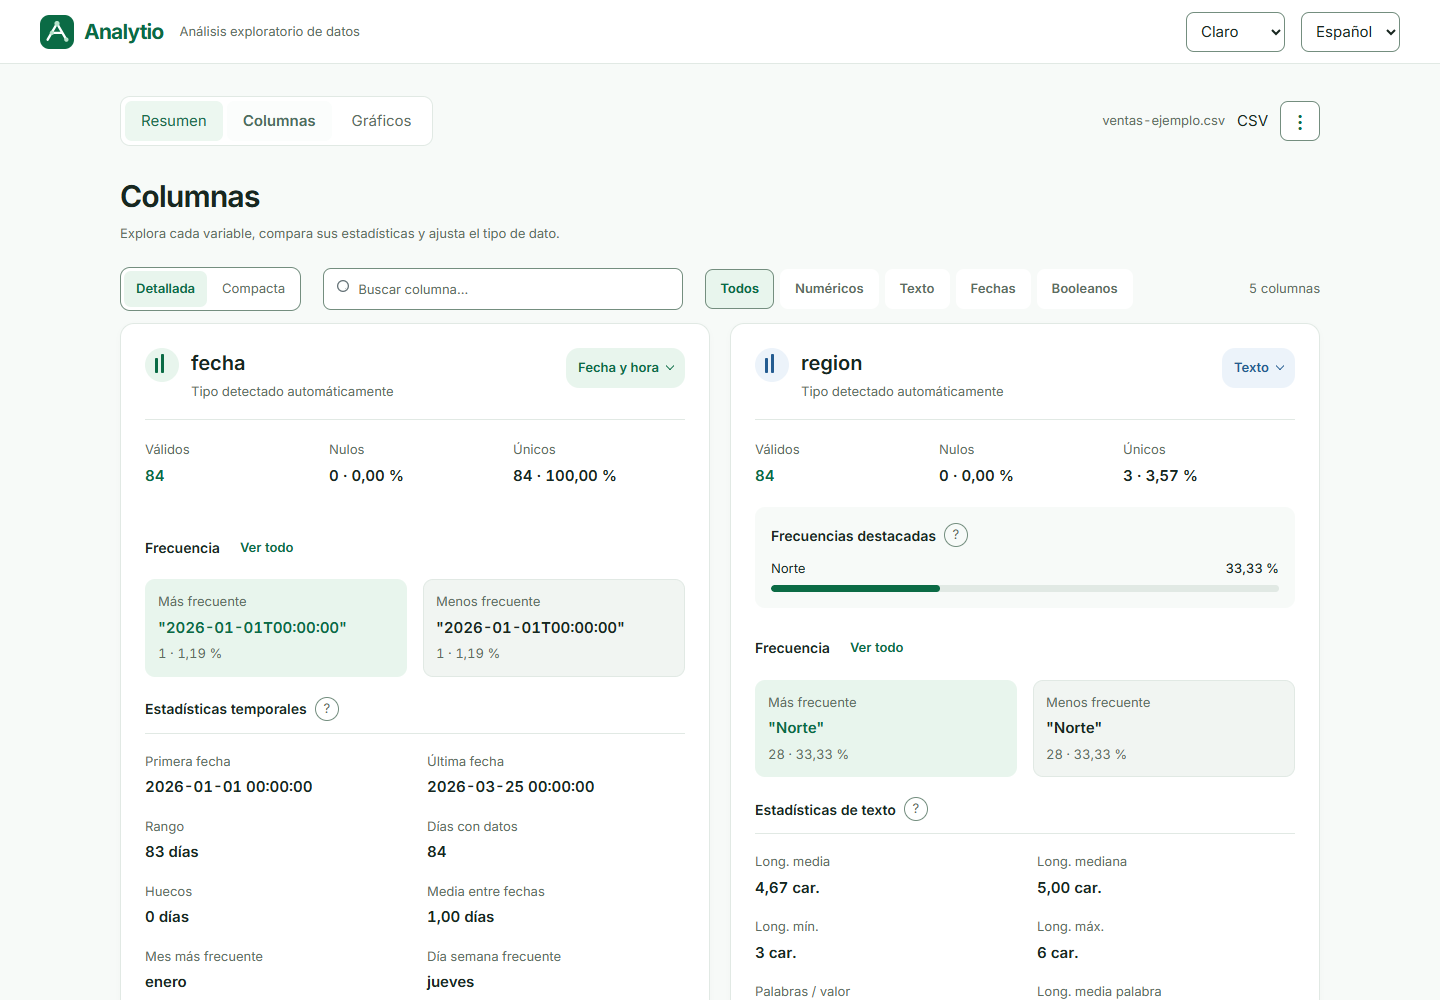 Analytio
Análisis exploratorio de datos
Claro
Español
Resumen
Columnas
Gráficos
ventas-ejemplo.csv
CSV
Columnas
Explora cada variable, compara sus estadísticas y ajusta el tipo de dato.
Detallada
Compacta
Buscar columna...
Todos
Numéricos
Texto
Fechas
Booleanos
5 columnas
fecha
Tipo detectado automáticamente
Fecha y hora
Válidos
84
Nulos
0 · 0,00 %
Únicos
84 · 100,00 %
Frecuencia
Ver todo
Más frecuente
"2026-01-01T00:00:00"
1 · 1,19 %
Menos frecuente
"2026-01-01T00:00:00"
1 · 1,19 %
Estadísticas temporales
?
Primera fecha
2026-01-01 00:00:00
Última fecha
2026-03-25 00:00:00
Rango
83 días
Días con datos
84
Huecos
0 días
Media entre fechas
1,00 días
Mes más frecuente
enero
Día semana frecuente
jueves
region
Tipo detectado automáticamente
Texto
Válidos
84
Nulos
0 · 0,00 %
Únicos
3 · 3,57 %
Frecuencias destacadas
?
Norte
33,33 %
Frecuencia
Ver todo
Más frecuente
"Norte"
28 · 33,33 %
Menos frecuente
"Norte"
28 · 33,33 %
Estadísticas de texto
?
Long. media
4,67 car.
Long. mediana
5,00 car.
Long. mín.
3 car.
Long. máx.
6 car.
Palabras / valor
Long. media palabra